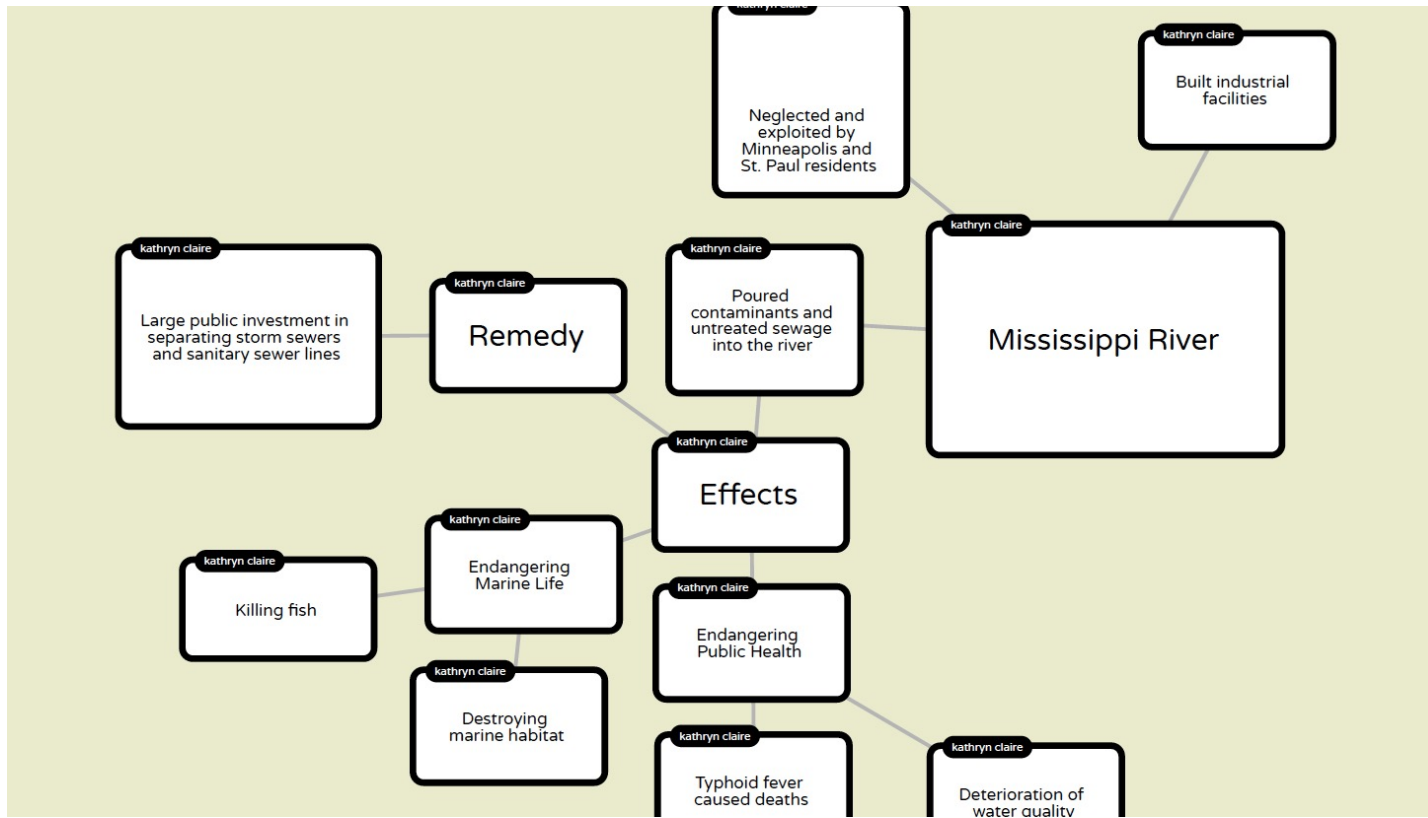 kathryn claire
Neglected and
exploited by
Minneapolis and
St. Paul residents
kathryn claire
Built industrial
facilities
kathryn claire
Mississippi River
kathryn claire
Poured
contaminants and
untreated sewage
into the river
kathryn claire
Remedy
kathryn claire
Large public investment in
separating storm sewers
and sanitary sewer lines
kathryn claire
Effects
kathryn claire
Endangering
Marine Life
kathryn claire
Killing fish
kathryn claire
Destroying
marine habitat
kathryn claire
Endangering
Public Health
kathryn claire
Typhoid fever
caused deaths
kathryn claire
Deterioration of
water quality